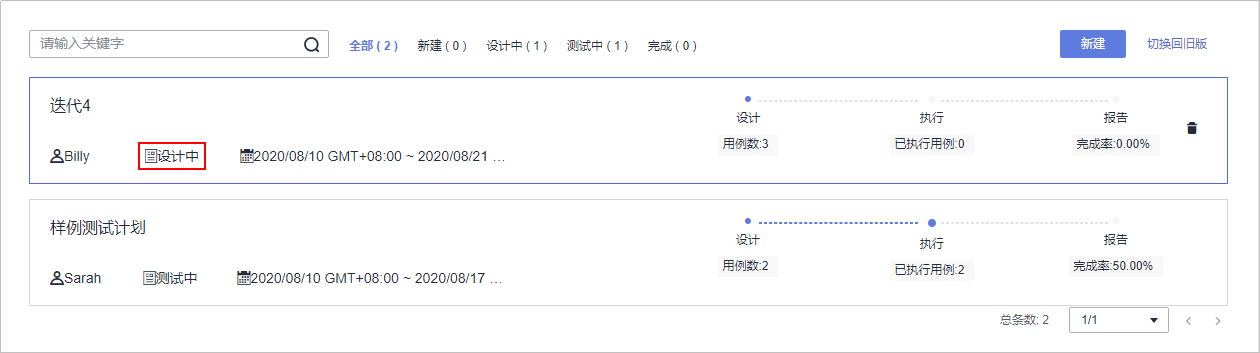 请输入关键字 全部 ( 2 ) 新建 ( 0 ) 设计中 ( 1 ) 测试中 ( 1 ) 完成 ( 0 ) 新建 切换回旧版
迭代4
设计 执行 报告
用例数:3 已执行用例:0 完成率:0.00%
Billy 设计中 2020/08/10 GMT+08:00 ~ 2020/08/21 ...
样例测试计划
设计 执行 报告
用例数:2 已执行用例:2 完成率:50.00%
Sarah 测试中 2020/08/10 GMT+08:00 ~ 2020/08/17 ...
总条数: 2 1/1